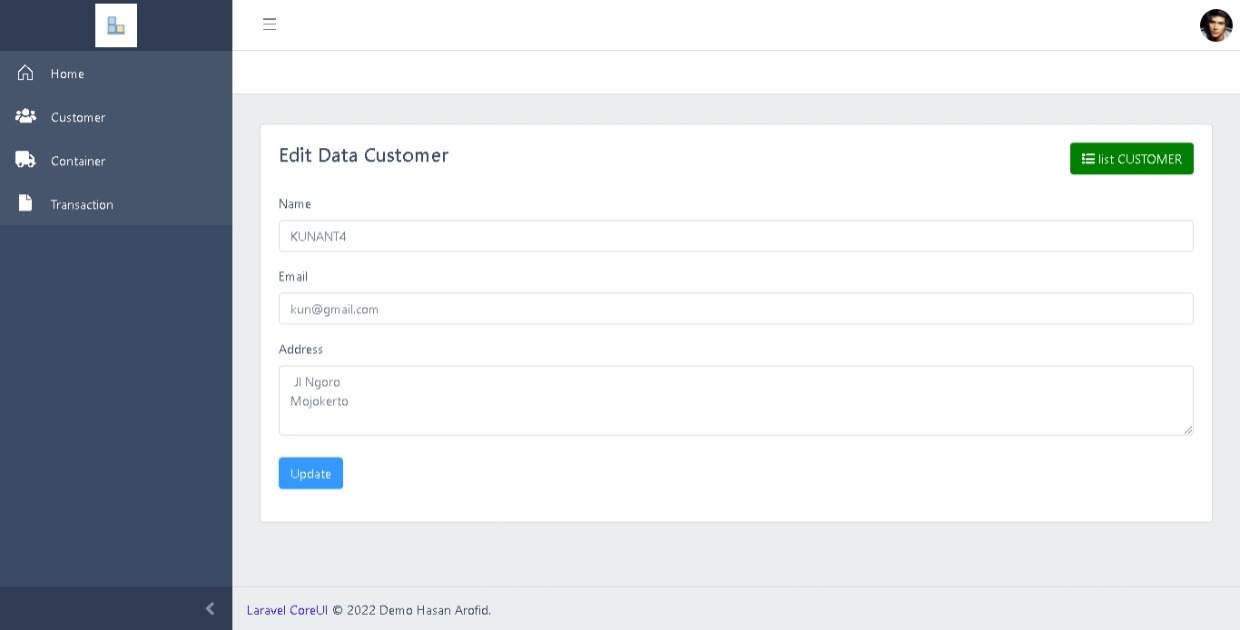 Home
Customer
Container
Transaction
Edit Data Customer
list CUSTOMER
Name
KUNANT4
Email
kun@gmail.com
Address
Jl Ngoro
Mojokerto
Update
Laravel CoreUI © 2022 Demo Hasan Arofid.